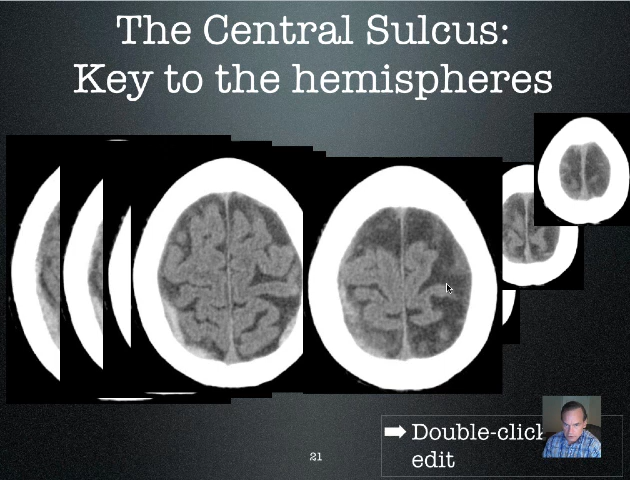 The Central Sulcus:
Key to the hemispheres
➡ Double-click
edit
21